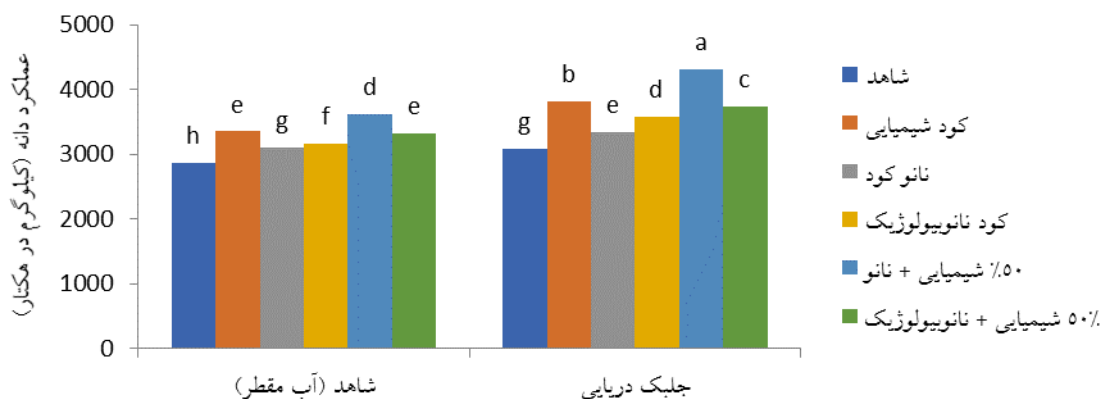 عملکرد دانه (کیلوگرم در هکتار)
5000
4000
3000
2000
1000
0
h
e
g
f
d
e
g
b
e
d
a
c
شاهد (آب مقطر)
جلبک دریایی
شاهد
کود شیمیایی
نانو کود
کود نانوبیولوژیک
۵۰٪ شیمیایی + نانو
۵۰٪ شیمیایی + نانوبیولوژیک